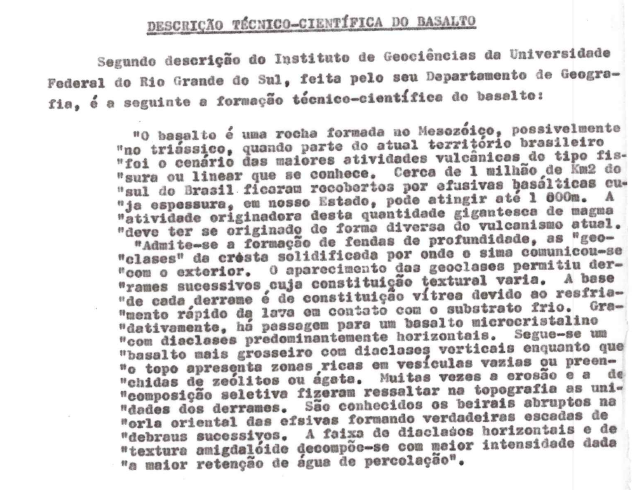 DESCRIÇÃO TÉCNICO-CIENTÍFICA DO BASALTO
Segundo descrição do Instituto de Geociências da Universidade
Federal do Rio Grande do Sul, feita pelo seu Departamento de Geogra-
fia, é a seguinte a formação técnico-científica do basalto:
"O basalto é uma rocha formada no Mesozóiço, possivelmente
"no triássico, quando parte do atual território brasileiro
"foi o cenário das maiores atividades vulcânicas do tipo fis-
"sura ou linear que se conhece. Cerca de 1 milhão de Km2 do
"sul do Brasil ficaram recobertos por efusivas basálticas cu-
"ja espessura, em nosso Estado, pode atingir até 1 800m. A
"atividade originadora desta quantidade gigantesca de magma
"deve ter se originado de forma diversa do vulcanismo atual.
"Admite-se a formação de fendas de profundidade, as "geo-
"clases" da crosta solidificada por onde o sima comunicou-se
"com o exterior. O aparecimento das geoclases permitiu der-
"rames sucessivos cuja constituição textural varia. A base
"de cada derrame é de constituição vítrea devido ao resfria-
"mento rápido da lava em contato com o substrato frio. Gra-
"dativamente, há passagem para um basalto microcristalino
"com diaclases predominantemente horizontais. Segue-se um
"basalto mais grosseiro com diaclases verticais enquanto que
"o topo apresenta zonas ricas em vesículas vazias ou preen-
"chidas de zeólitos ou ágata. Muitas vezes a erosão e a de
"composição seletiva fizeram ressaltar na topografia as uni-
"dades dos derrames. São conhecidos os beirais abruptos na
"orla oriental das efsivas formando verdadeiras escadas de
"debraus sucessivos. A faixa de diaclados horizontais e de
"textura amigdalóide decompõe-se com maior intensidade dada
"a maior retenção de água de percolação".